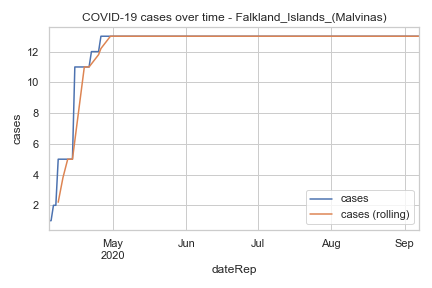 COVID-19 cases over time - Falkland_Islands_(Malvinas)
12
10
8
6
4
2
cases
cases
cases (rolling)
May
2020
Jun
Jul
Aug
Sep
dateRep